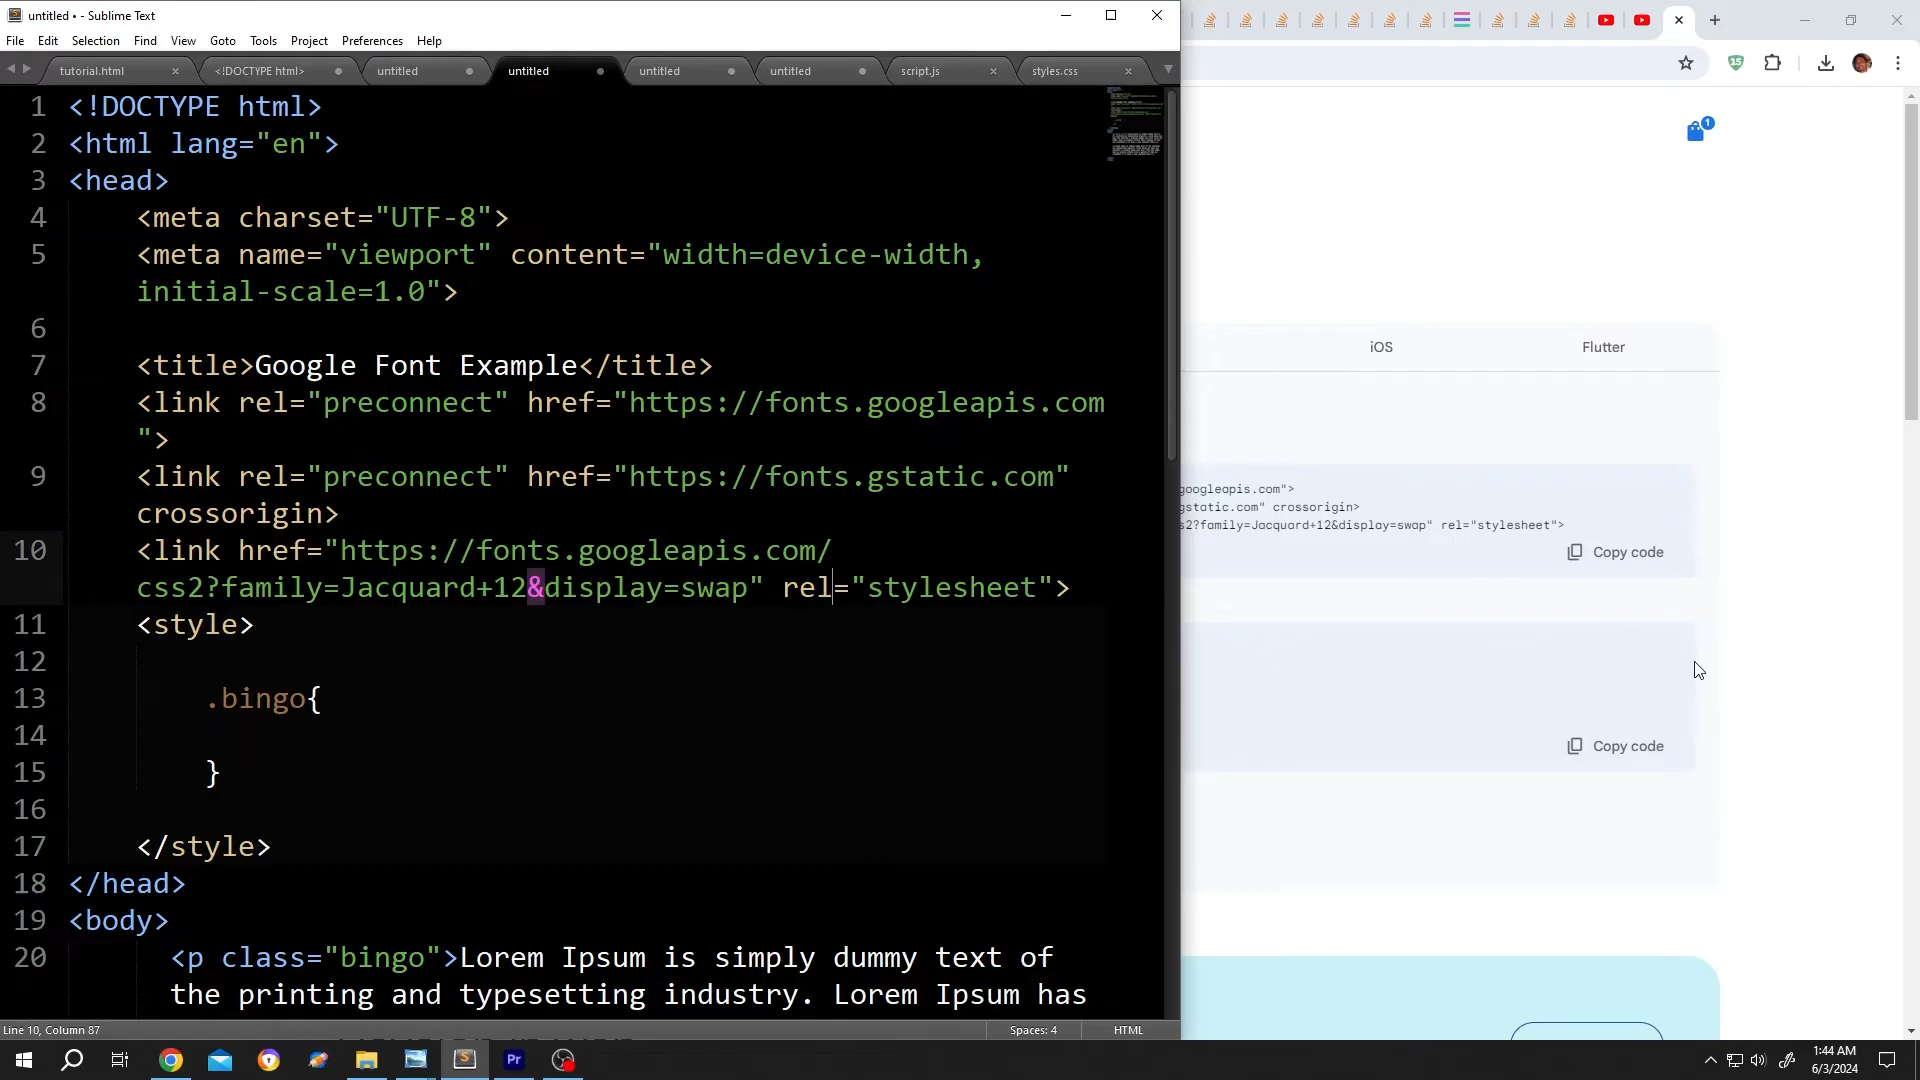 untitled • - Sublime Text
File Edit Selection Find View Goto Tools Project Preferences Help
tutorial.html <!DOCTYPE html> untitled untitled untitled untitled script.js styles.css
1 <!DOCTYPE html>
2 <html lang="en">
3 <head>
4 <meta charset="UTF-8">
5 <meta name="viewport" content="width=device-width,
initial-scale=1.0">
6
7 <title>Google Font Example</title>
8 <link rel="preconnect" href="https://fonts.googleapis.com
">
9 <link rel="preconnect" href="https://fonts.gstatic.com"
crossorigin>
10 <link href="https://fonts.googleapis.com/
css2?family=Jacquard+12&display=swap" rel="stylesheet">
11 <style>
12
13 .bingo{
14
15 }
16
17 </style>
18 </head>
19 <body>
20 <p class="bingo">Lorem Ipsum is simply dummy text of
the printing and typesetting industry. Lorem Ipsum has
Line 10, Column 87 Spaces: 4 HTML
15
1
iOS Flutter
googleapis.com">
gstatic.com" crossorigin>
s2?family=Jacquard+12&display=swap" rel="stylesheet">
Copy code
Copy code
Pr
1:44 AM
6/3/2024